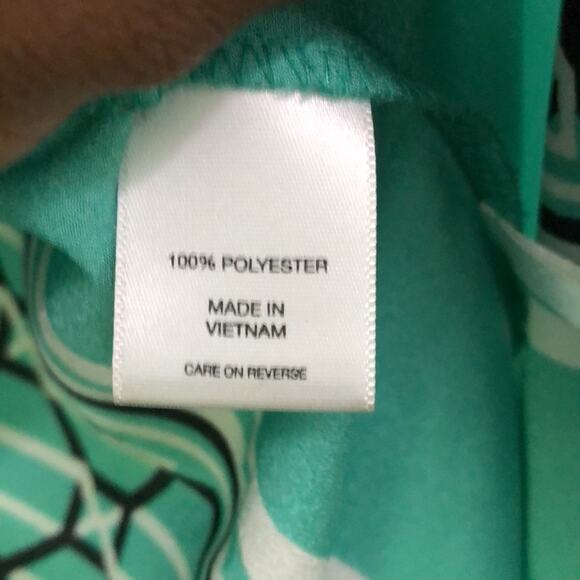 100% POLYESTER
MADE IN
VIETNAM
CARE ON REVERSE